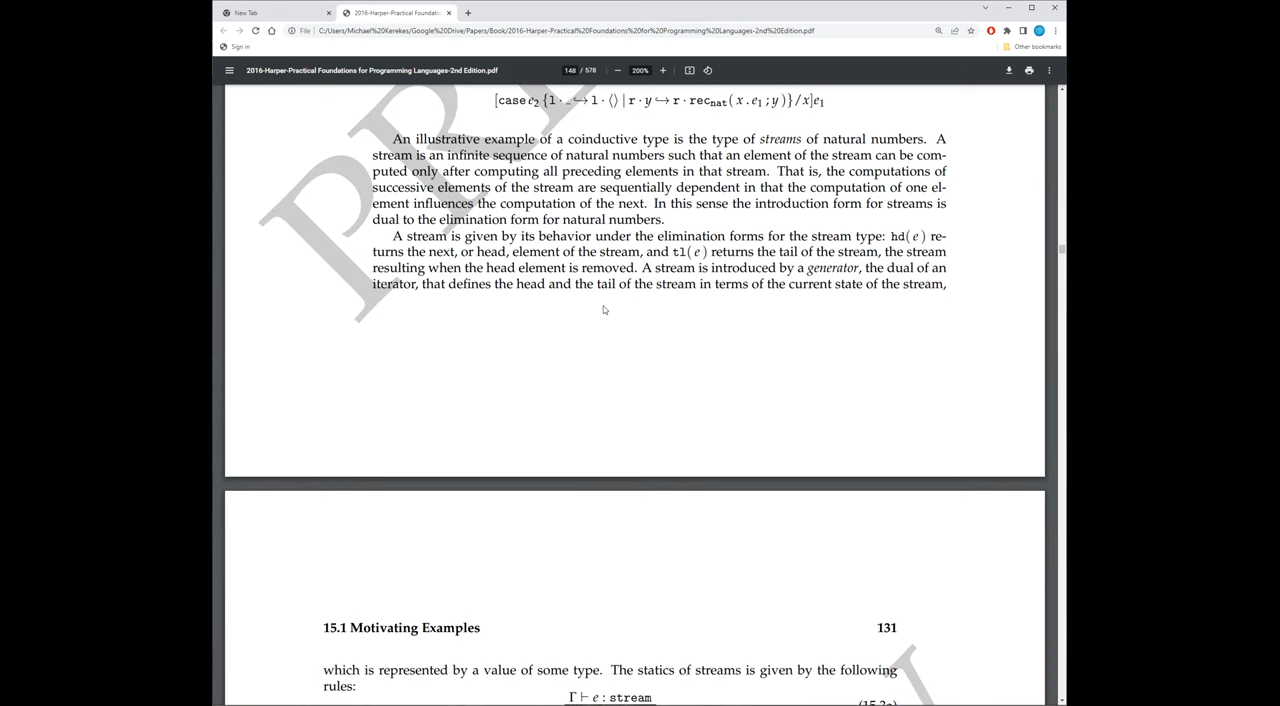 New Tab
2016-Harper-Practical Foundatio
File
C:/Users/Michael%20Kerekes/Google%20Drive/Papers/Book/2016-Harper-Practical%20Foundations%20for%20Programming%20Languages-2nd%20Edition.pdf
Sign in
Other bookmarks
2016-Harper-Practical Foundations for Programming Languages-2nd Edition.pdf
148 / 578
200%
[case e₂ {l · _ ↪ l · ⟨⟩ | r · y ↪ r · rec_nat(x.e₁;y)}/x]e₁
An illustrative example of a coinductive type is the type of streams of natural numbers. A
stream is an infinite sequence of natural numbers such that an element of the stream can be com-
puted only after computing all preceding elements in that stream. That is, the computations of
successive elements of the stream are sequentially dependent in that the computation of one el-
ement influences the computation of the next. In this sense the introduction form for streams is
dual to the elimination form for natural numbers.
A stream is given by its behavior under the elimination forms for the stream type: hd(e) re-
turns the next, or head, element of the stream, and tl(e) returns the tail of the stream, the stream
resulting when the head element is removed. A stream is introduced by a generator, the dual of an
iterator, that defines the head and the tail of the stream in terms of the current state of the stream,
15.1 Motivating Examples 131
which is represented by a value of some type. The statics of streams is given by the following
rules:
Γ ⊢ e : stream